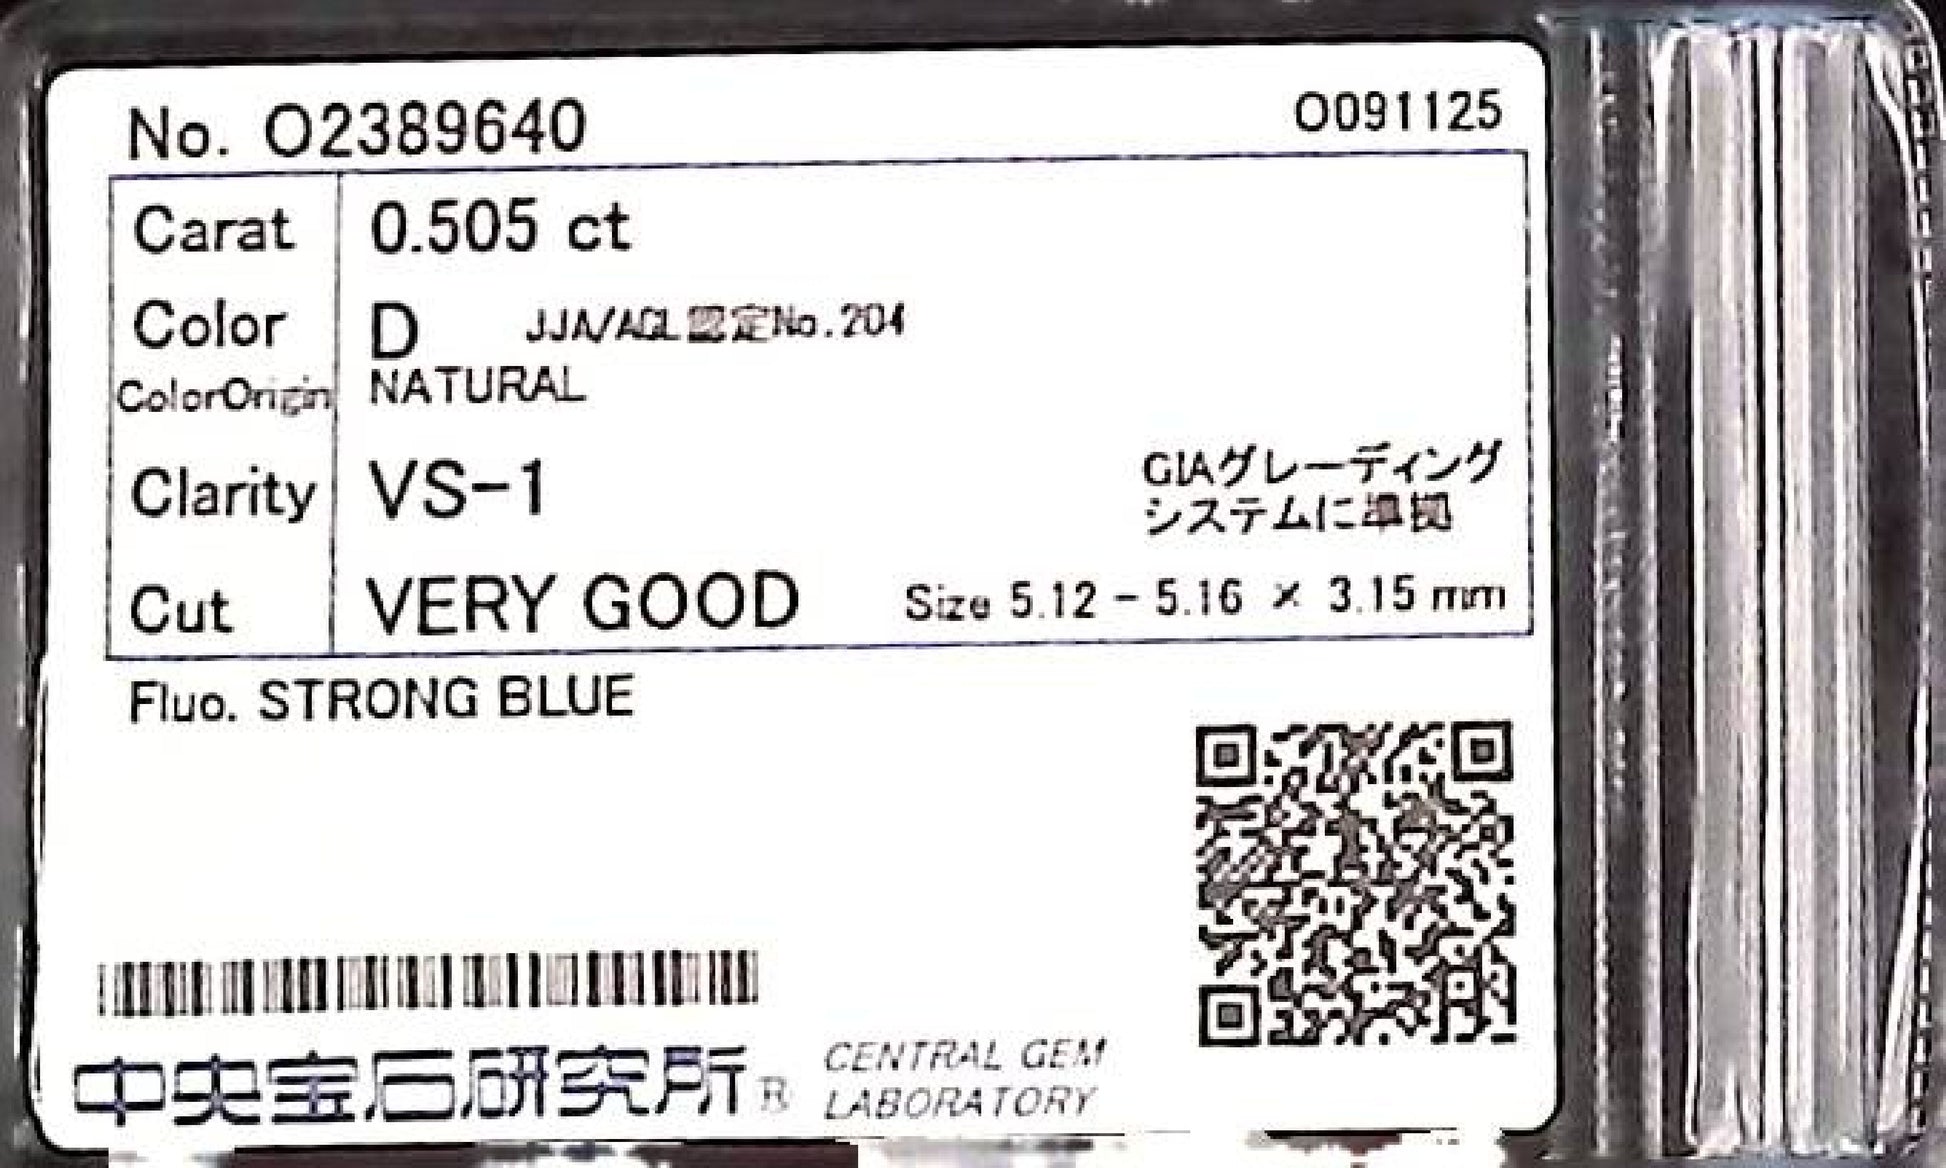 No. O2389640
O091125
Carat 0.505 ct
Color D JJA/AGL認定No.204
ColorOrigin NATURAL
Clarity VS-1
GIAグレーディング
システムに準拠
Cut VERY GOOD Size 5.12 - 5.16 × 3.15 mm
Fluo. STRONG BLUE
中央宝石研究所®
CENTRAL GEM
LABORATORY